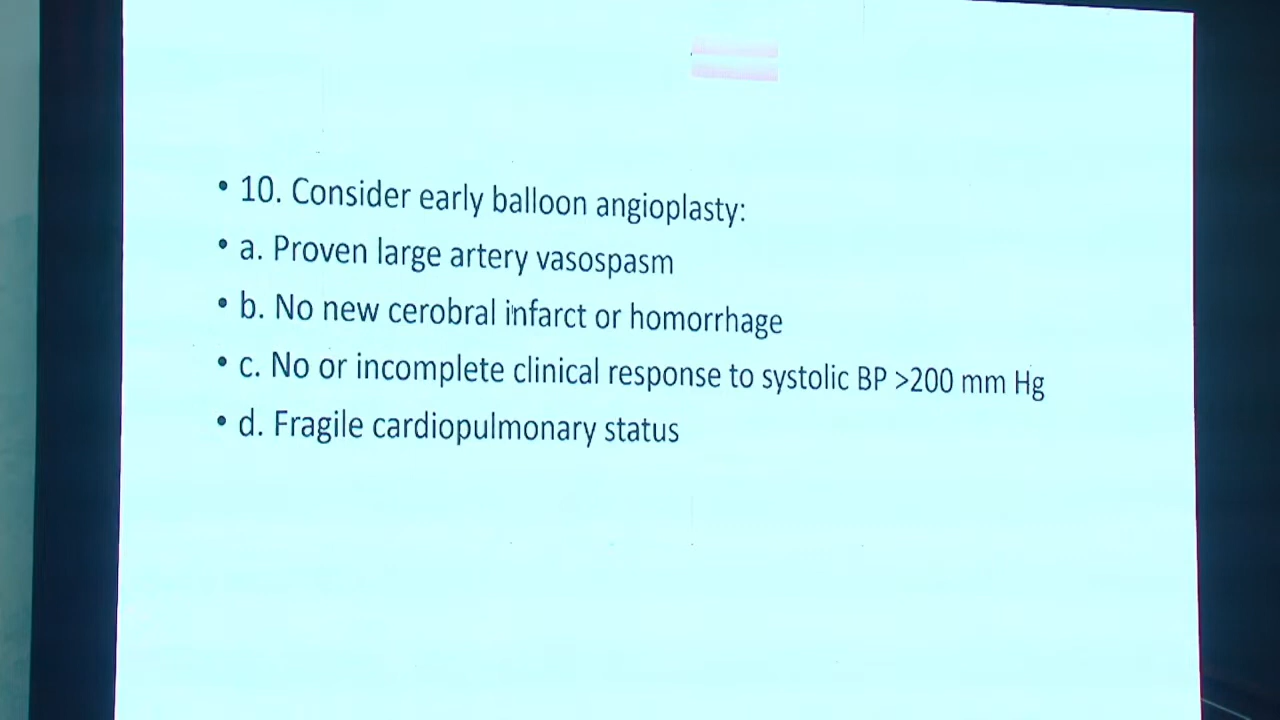 • 10. Consider early balloon angioplasty:
• a. Proven large artery vasospasm
• b. No new cerobral infarct or homorrhage
• c. No or incomplete clinical response to systolic BP >200 mm Hg
• d. Fragile cardiopulmonary status